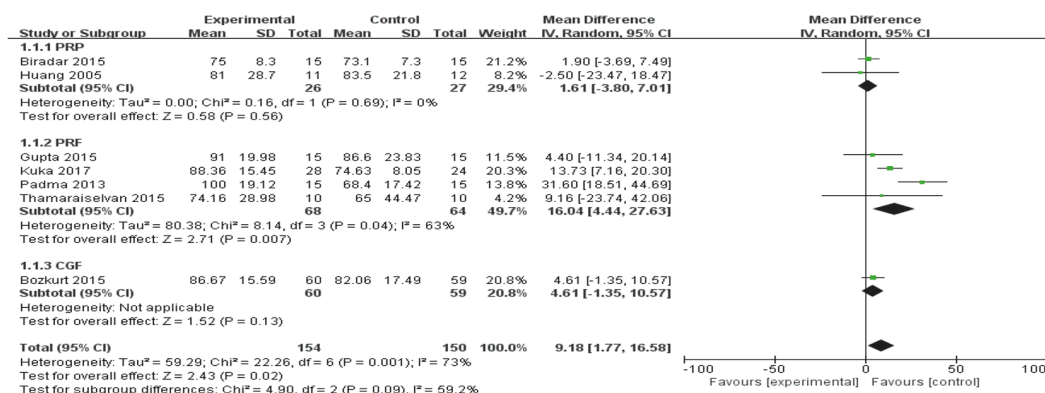 Experimental Control Mean Difference Mean Difference
Study or Subgroup Mean SD Total Mean SD Total Weight IV, Random, 95% CI IV, Random, 95% CI
1.1.1 PRP
Biradar 2015 75 8.3 15 73.1 7.3 15 21.2% 1.90 [-3.69, 7.49]
Huang 2005 81 28.7 11 83.5 21.8 12 8.2% -2.50 [-23.47, 18.47]
Subtotal (95% CI) 26 27 29.4% 1.61 [-3.80, 7.01]
Heterogeneity: Tau² = 0.00; Chi² = 0.16, df = 1 (P = 0.69); I² = 0%
Test for overall effect: Z = 0.58 (P = 0.56)
1.1.2 PRF
Gupta 2015 91 19.98 15 86.6 23.83 15 11.5% 4.40 [-11.34, 20.14]
Kuka 2017 88.36 15.45 28 74.63 8.05 24 20.3% 13.73 [7.16, 20.30]
Padma 2013 100 19.12 15 68.4 17.42 15 13.8% 31.60 [18.51, 44.69]
Thamaraiselvan 2015 74.16 28.98 10 65 44.47 10 4.2% 9.16 [-23.74, 42.06]
Subtotal (95% CI) 68 64 49.7% 16.04 [4.44, 27.63]
Heterogeneity: Tau² = 80.38; Chi² = 8.14, df = 3 (P = 0.04); I² = 63%
Test for overall effect: Z = 2.71 (P = 0.007)
1.1.3 CGF
Bozkurt 2015 86.67 15.59 60 82.06 17.49 59 20.8% 4.61 [-1.35, 10.57]
Subtotal (95% CI) 60 59 20.8% 4.61 [-1.35, 10.57]
Heterogeneity: Not applicable
Test for overall effect: Z = 1.52 (P = 0.13)
Total (95% CI) 154 150 100.0% 9.18 [1.77, 16.58]
Heterogeneity: Tau² = 59.29; Chi² = 22.26, df = 6 (P = 0.001); I² = 73%
Test for overall effect: Z = 2.43 (P = 0.02)
Test for subgroup differences: Chi² = 4.90, df = 2 (P = 0.09), I² = 59.2%
-100 -50 0 50 100
Favours [experimental] Favours [control]